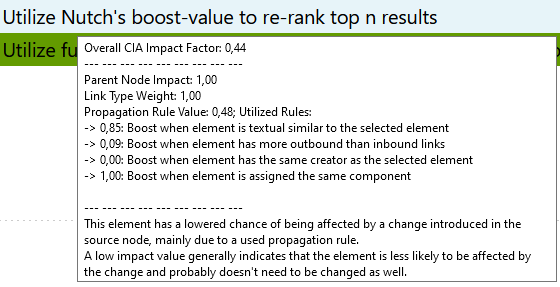 Utilize Nutch's boost-value to re-rank top n results
Utilize fu
Overall CIA Impact Factor: 0,44
--- --- --- --- --- --- --- --- ---
Parent Node Impact: 1,00
Link Type Weight: 1,00
Propagation Rule Value: 0,48; Utilized Rules:
-> 0,85: Boost when element is textual similar to the selected element
-> 0,09: Boost when element has more outbound than inbound links
-> 0,00: Boost when element has the same creator as the selected element
-> 1,00: Boost when element is assigned the same component
--- --- --- --- --- --- --- --- ---
This element has a lowered chance of being affected by a change introduced in the
source node, mainly due to a used propagation rule.
A low impact value generally indicates that the element is less likely to be affected by
the change and probably doesn't need to be changed as well.